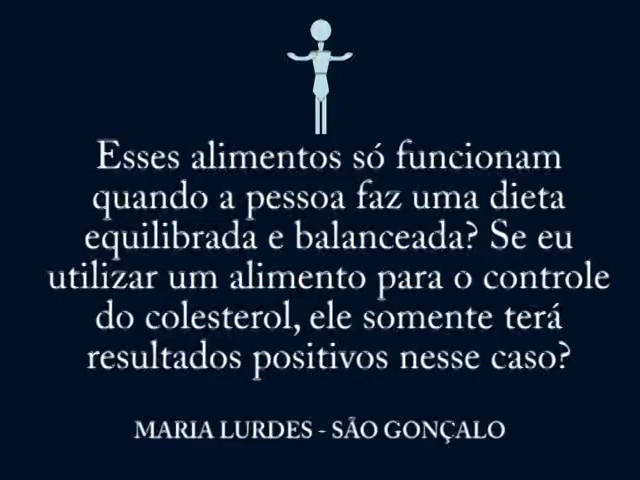 Esses alimentos só funcionam
quando a pessoa faz uma dieta
equilibrada e balanceada? Se eu
utilizar um alimento para o controle
do colesterol, ele somente terá
resultados positivos nesse caso?
MARIA LURDES - SÃO GONÇALO